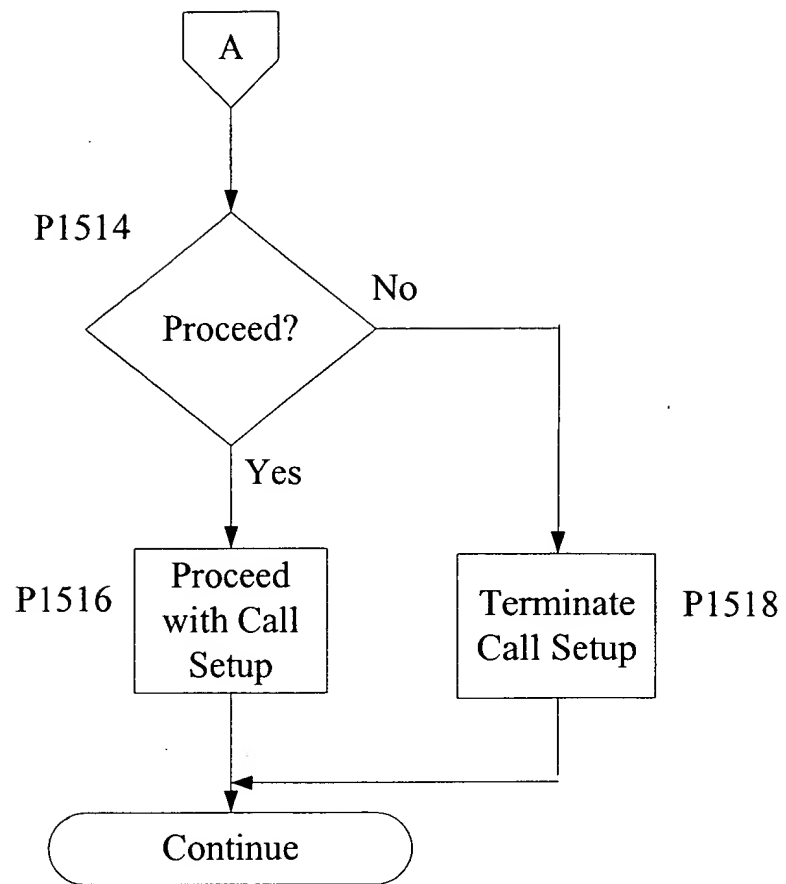 A
P1514
No
Proceed?
Yes
P1516
Proceed
with Call
Setup
Terminate
Call Setup
P1518
Continue